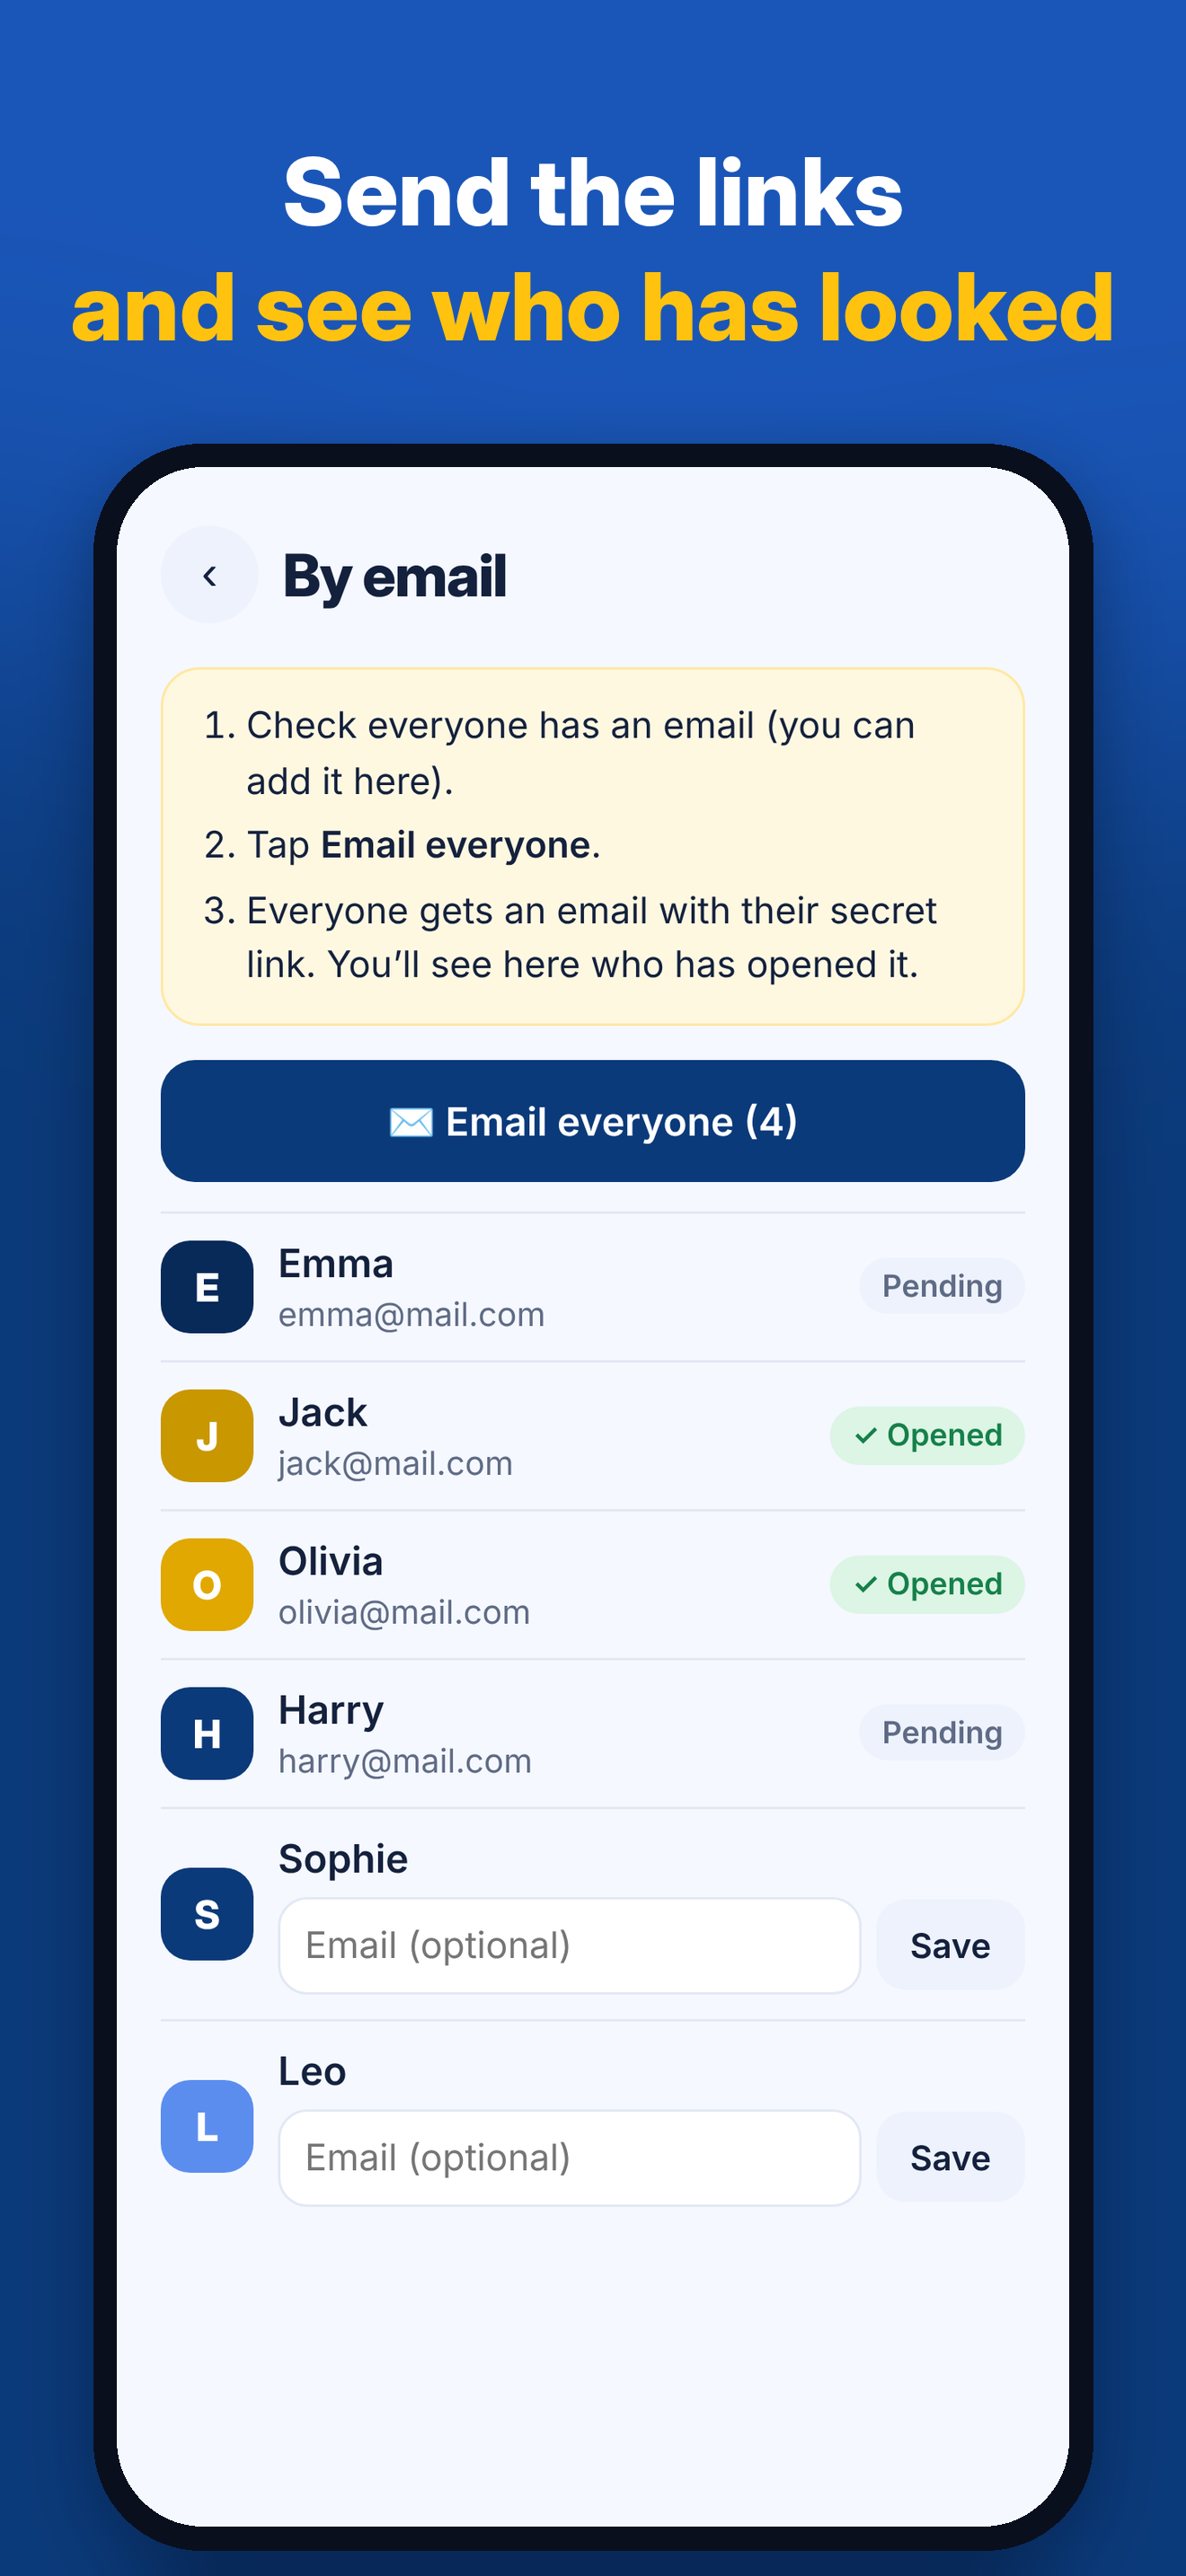 Send the links
and see who has looked
‹ By email
1. Check everyone has an email (you can
add it here).
2. Tap Email everyone.
3. Everyone gets an email with their secret
link. You’ll see here who has opened it.
✉️ Email everyone (4)
E
Emma
emma@mail.com
Pending
J
Jack
jack@mail.com
✓ Opened
O
Olivia
olivia@mail.com
✓ Opened
H
Harry
harry@mail.com
Pending
S
Sophie
Email (optional)
Save
L
Leo
Email (optional)
Save